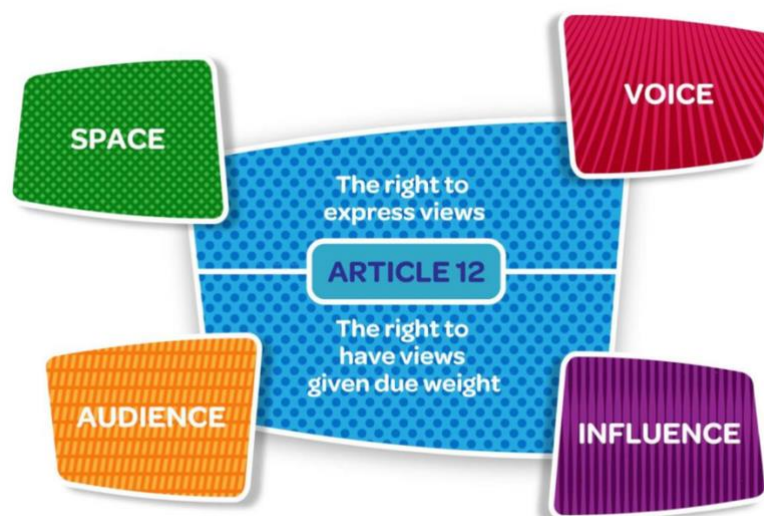 SPACE
VOICE
The right to
express views
ARTICLE 12
The right to
have views
given due weight
AUDIENCE
INFLUENCE